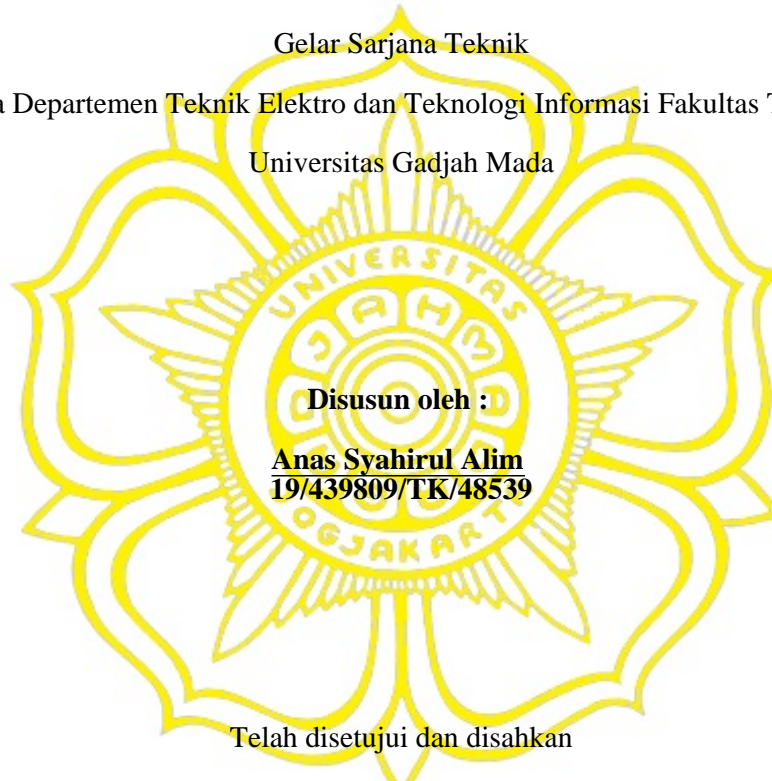 Gelar Sarjana Teknik
Departemen Teknik Elektro dan Teknologi Informasi Fakultas
Universitas Gadjah Mada
UNIVERSITAS
Disusun oleh :
Anas Syahirul Alim
19/439809/TK/48539
Telah disetujui dan disahkan